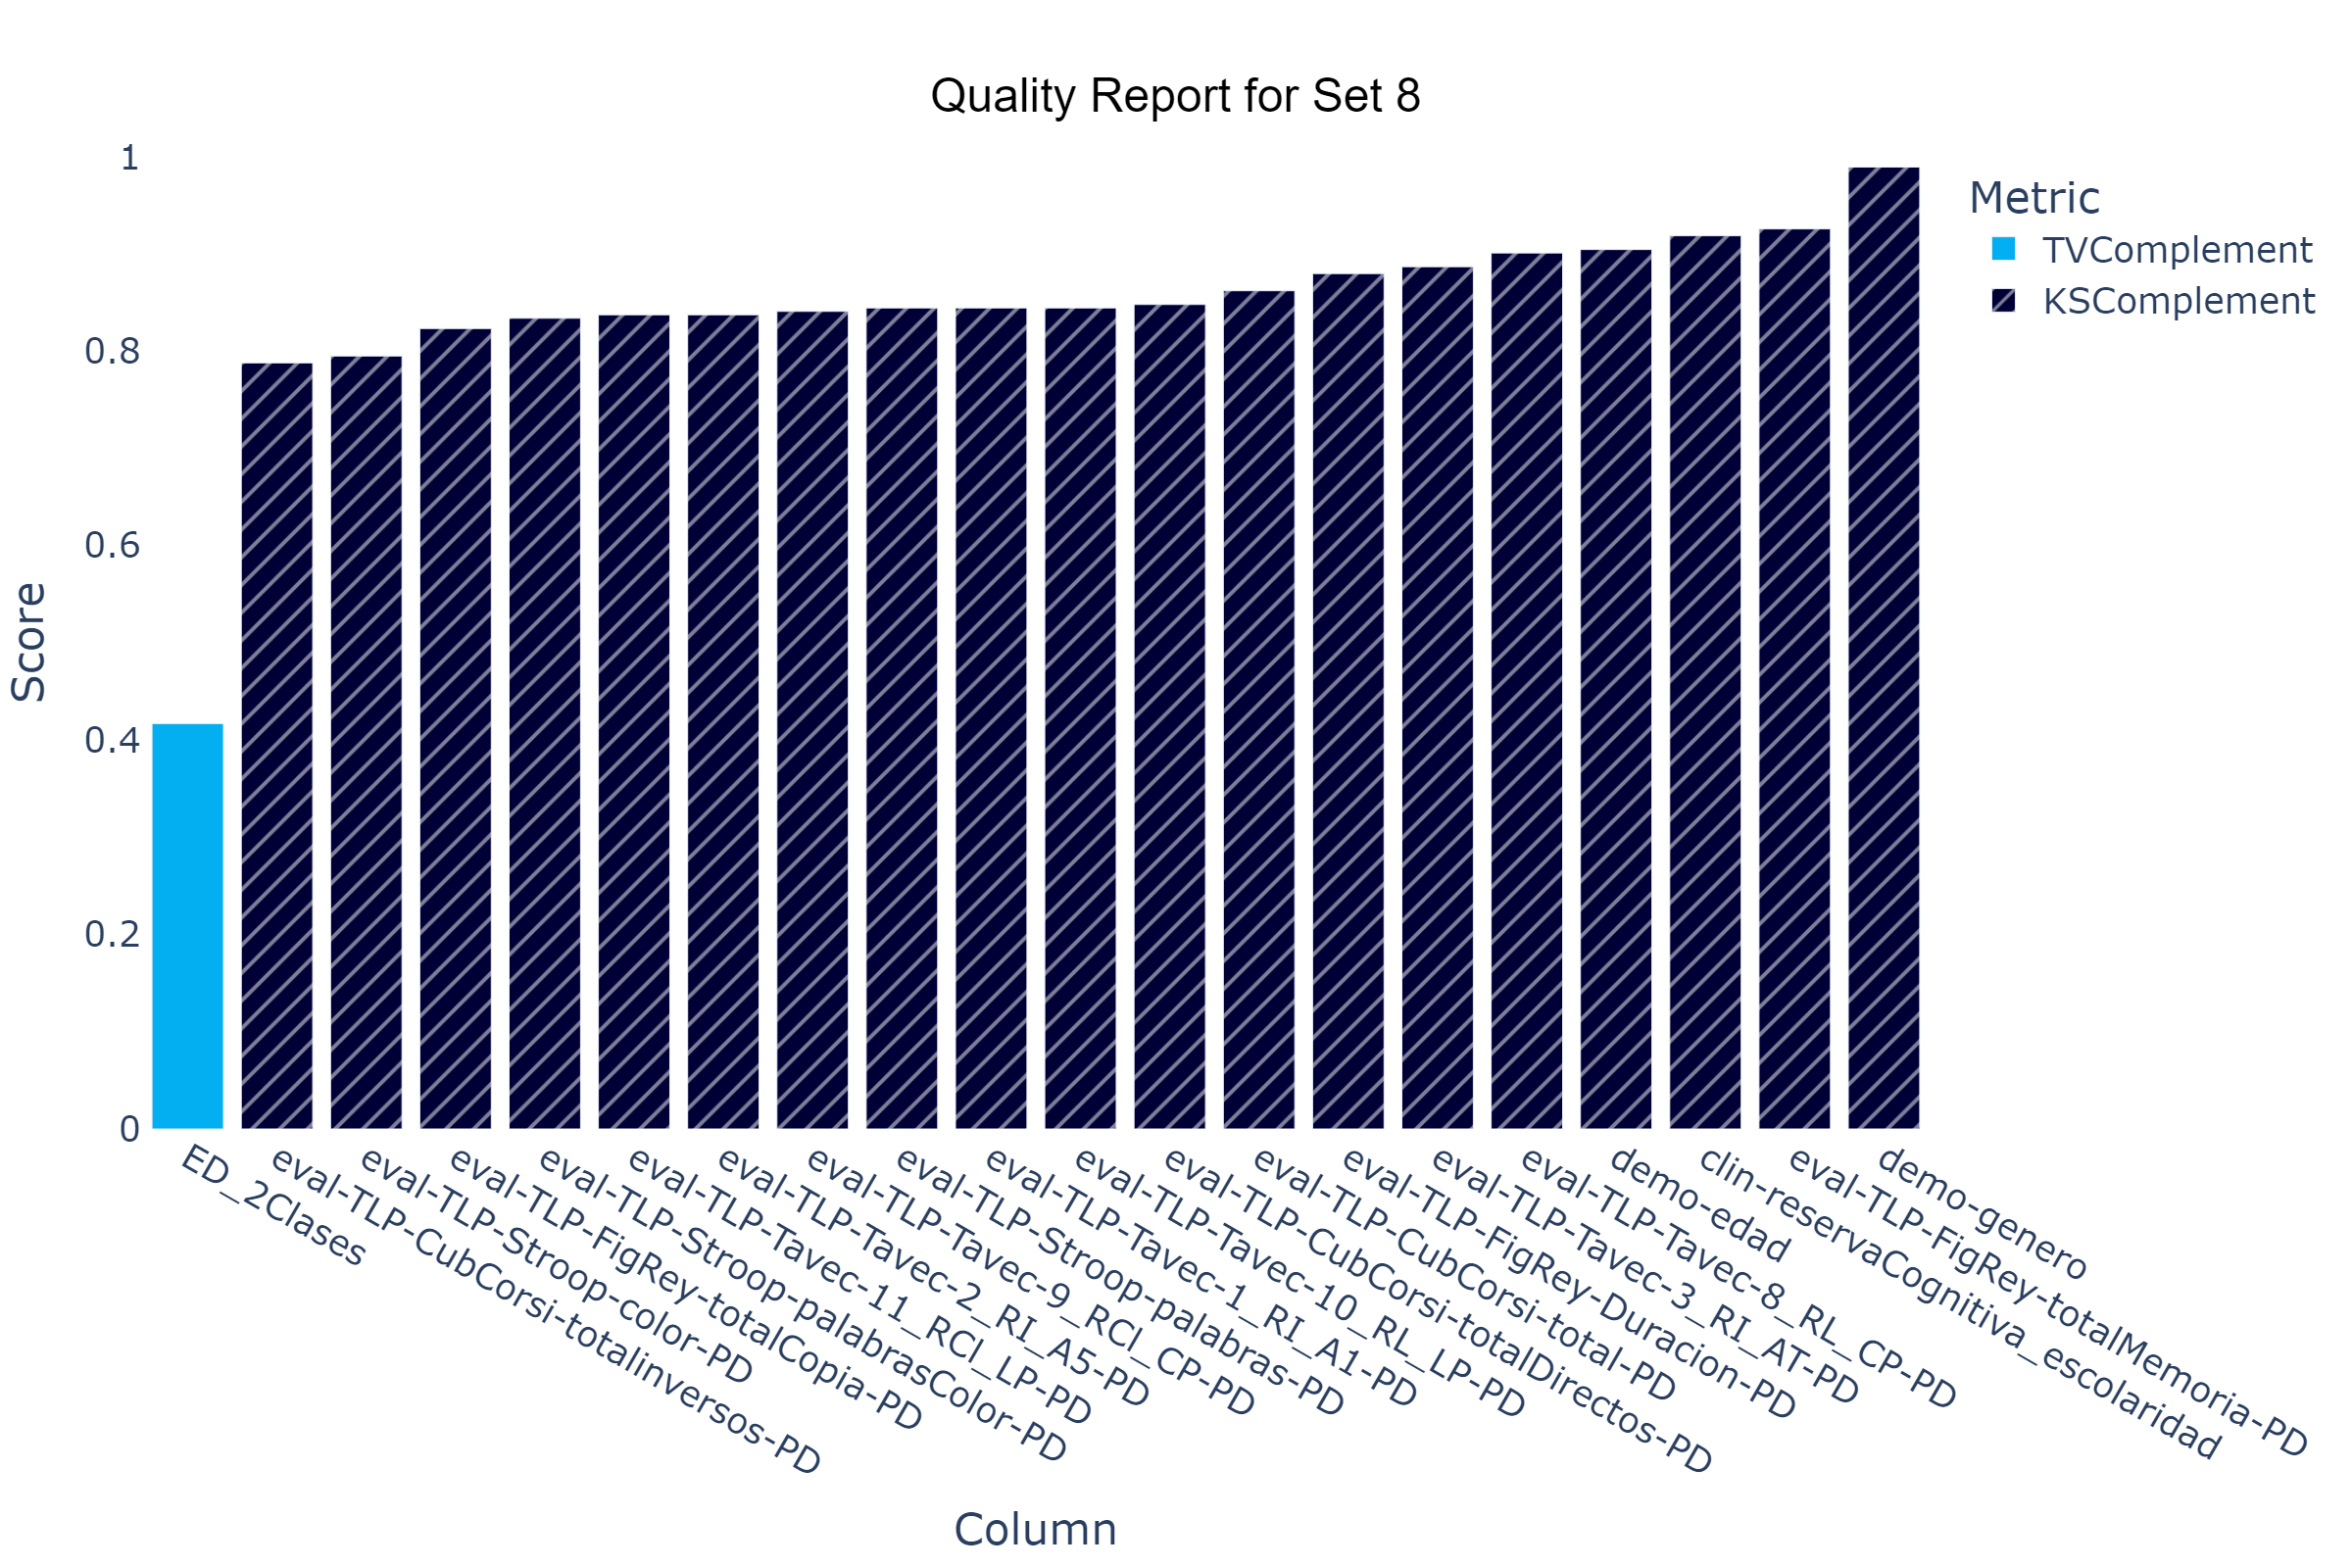 Quality Report for Set 8
1
0.8
0.6
0.4
0.2
0
Score
Metric
TVComplement
KSComplement
ED_2Clases
eval-TLP-CubCorsi-totalinversos-PD
eval-TLP-Stroop-color-PD
eval-TLP-FigRey-totalCopia-PD
eval-TLP-Stroop-palabrasColor-PD
eval-TLP-Tavec-11_RCl_LP-PD
eval-TLP-Tavec-2_RI_A5-PD
eval-TLP-Tavec-9_RCl_CP-PD
eval-TLP-Stroop-palabras-PD
eval-TLP-Tavec-1_RI_A1-PD
eval-TLP-Tavec-10_RL_LP-PD
eval-TLP-CubCorsi-totalDirectos-PD
eval-TLP-CubCorsi-total-PD
eval-TLP-FigRey-Duracion-PD
eval-TLP-Tavec-3_RI_AT-PD
eval-TLP-Tavec-8_RL_CP-PD
demo-edad
clin-reservaCognitiva_escolaridad
eval-TLP-FigRey-totalMemoria-PD
demo-genero
Column